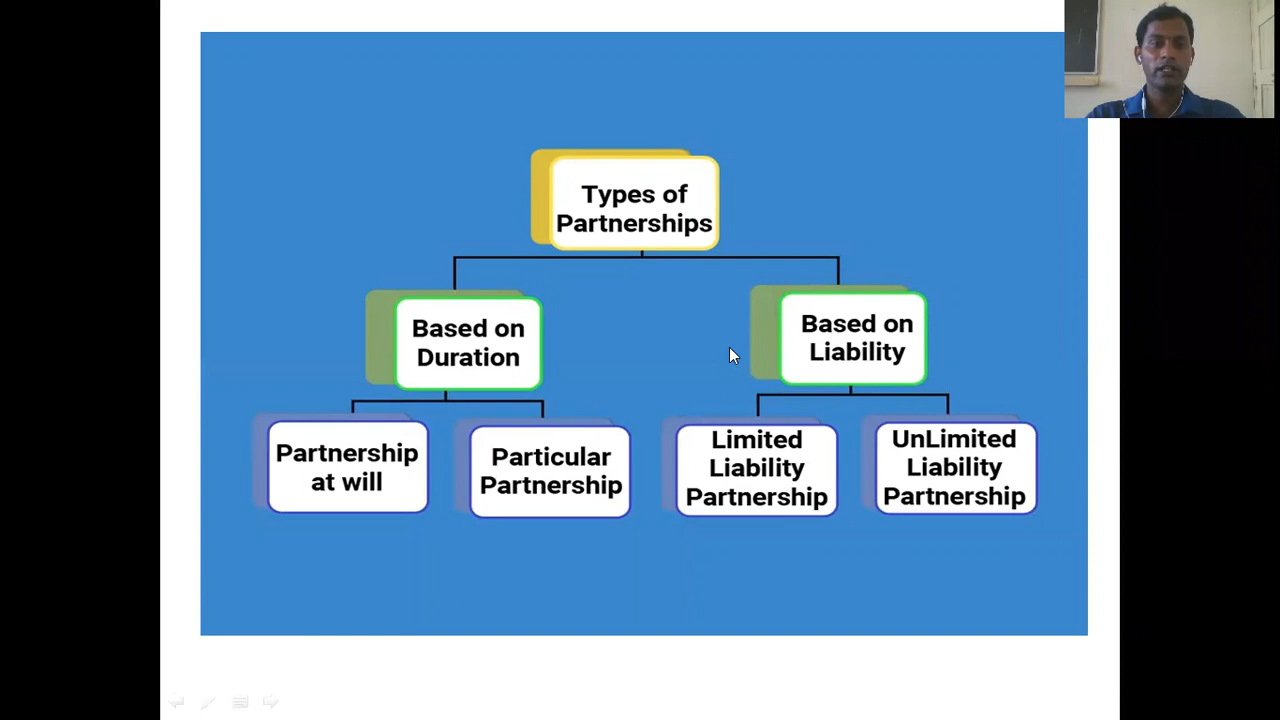 Types of
Partnerships
Based on
Duration
Based on
Liability
Partnership
at will
Particular
Partnership
Limited
Liability
Partnership
UnLimited
Liability
Partnership